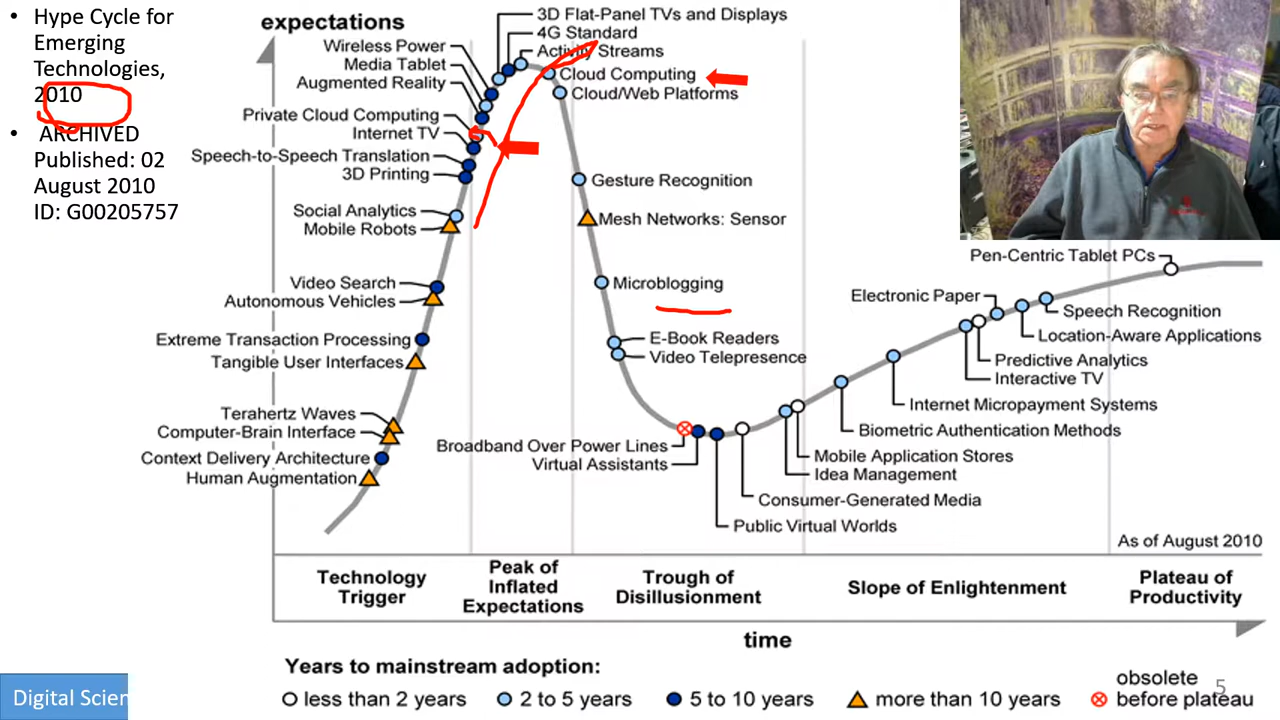 • Hype Cycle for
Emerging
Technologies,
2010
• ARCHIVED
Published: 02
August 2010
ID: G00205757
expectations
3D Flat-Panel TVs and Displays
4G Standard
Activity Streams
Wireless Power
Media Tablet
Augmented Reality
Cloud Computing
Cloud/Web Platforms
Private Cloud Computing
Internet TV
Speech-to-Speech Translation
3D Printing
Gesture Recognition
Social Analytics
Mobile Robots
Mesh Networks: Sensor
Video Search
Autonomous Vehicles
Microblogging
Extreme Transaction Processing
Tangible User Interfaces
E-Book Readers
Video Telepresence
Terahertz Waves
Computer-Brain Interface
Context Delivery Architecture
Human Augmentation
Broadband Over Power Lines
Virtual Assistants
Public Virtual Worlds
Consumer-Generated Media
Idea Management
Mobile Application Stores
Biometric Authentication Methods
Internet Micropayment Systems
Interactive TV
Predictive Analytics
Electronic Paper
Location-Aware Applications
Speech Recognition
Pen-Centric Tablet PCs
As of August 2010
Technology
Trigger
Peak of
Inflated
Expectations
Trough of
Disillusionment
Slope of Enlightenment
Plateau of
Productivity
time
Years to mainstream adoption:
less than 2 years
2 to 5 years
5 to 10 years
more than 10 years
obsolete
before plateau
5
Digital Scien